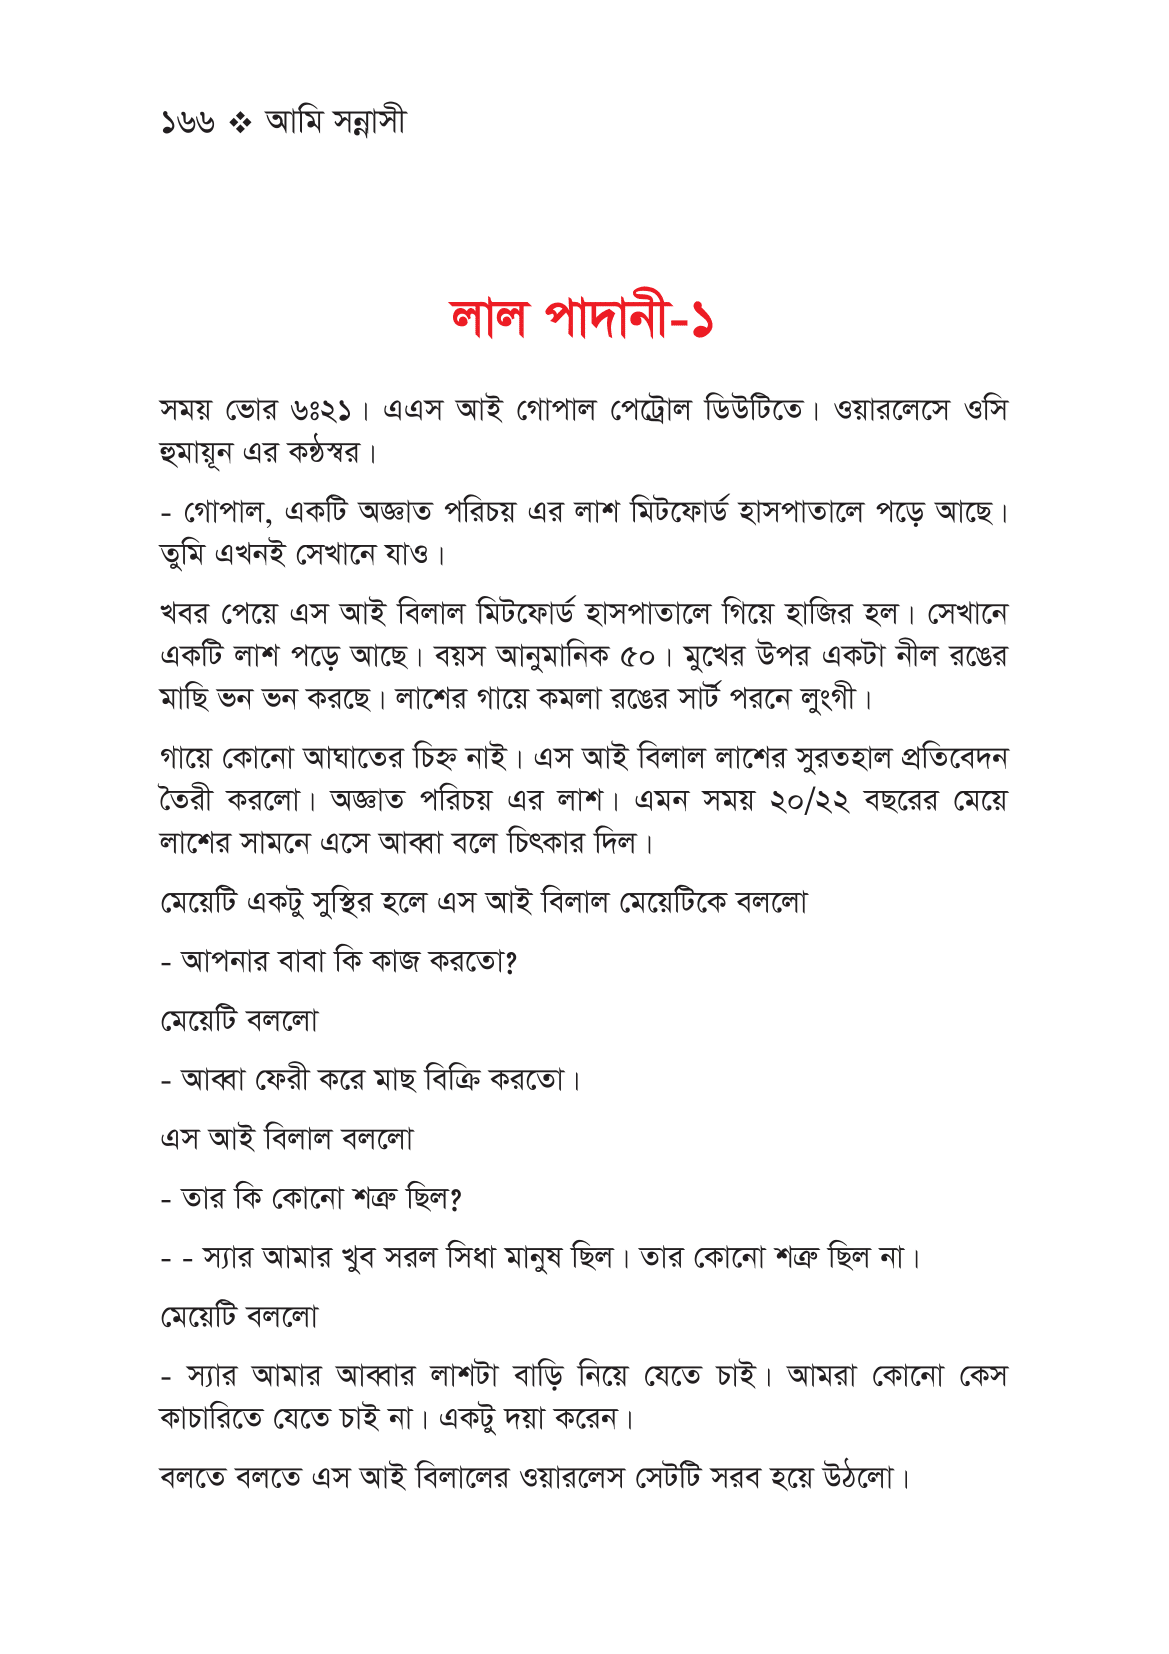 ১৬৬ ❖ আমি সন্নাসী
লাল পাদানী-১
সময় ভোর ৬ঃ২১। এএস আই গোপাল পেট্রোল ডিউটিতে। ওয়ারলেসে ওসি
হুমায়ূন এর কন্ঠস্বর।
- গোপাল, একটি অজ্ঞাত পরিচয় এর লাশ মিটফোর্ড হাসপাতালে পড়ে আছে।
তুমি এখনই সেখানে যাও।
খবর পেয়ে এস আই বিলাল মিটফোর্ড হাসপাতালে গিয়ে হাজির হল। সেখানে
একটি লাশ পড়ে আছে। বয়স আনুমানিক ৫০। মুখের উপর একটা নীল রঙের
মাছি ভন ভন করছে। লাশের গায়ে কমলা রঙের সার্ট পরনে লুংগী।
গায়ে কোনো আঘাতের চিহ্ন নাই। এস আই বিলাল লাশের সুরতহাল প্রতিবেদন
তৈরী করলো। অজ্ঞাত পরিচয় এর লাশ। এমন সময় ২০/২২ বছরের মেয়ে
লাশের সামনে এসে আব্বা বলে চিৎকার দিল।
মেয়েটি একটু সুস্থির হলে এস আই বিলাল মেয়েটিকে বললো
- আপনার বাবা কি কাজ করতো?
মেয়েটি বললো
- আব্বা ফেরী করে মাছ বিক্রি করতো।
এস আই বিলাল বললো
- তার কি কোনো শত্রু ছিল?
- - স্যার আমার খুব সরল সিধা মানুষ ছিল। তার কোনো শত্রু ছিল না।
মেয়েটি বললো
- স্যার আমার আব্বার লাশটা বাড়ি নিয়ে যেতে চাই। আমরা কোনো কেস
কাচারিতে যেতে চাই না। একটু দয়া করেন।
বলতে বলতে এস আই বিলালের ওয়ারলেস সেটটি সরব হয়ে উঠলো।